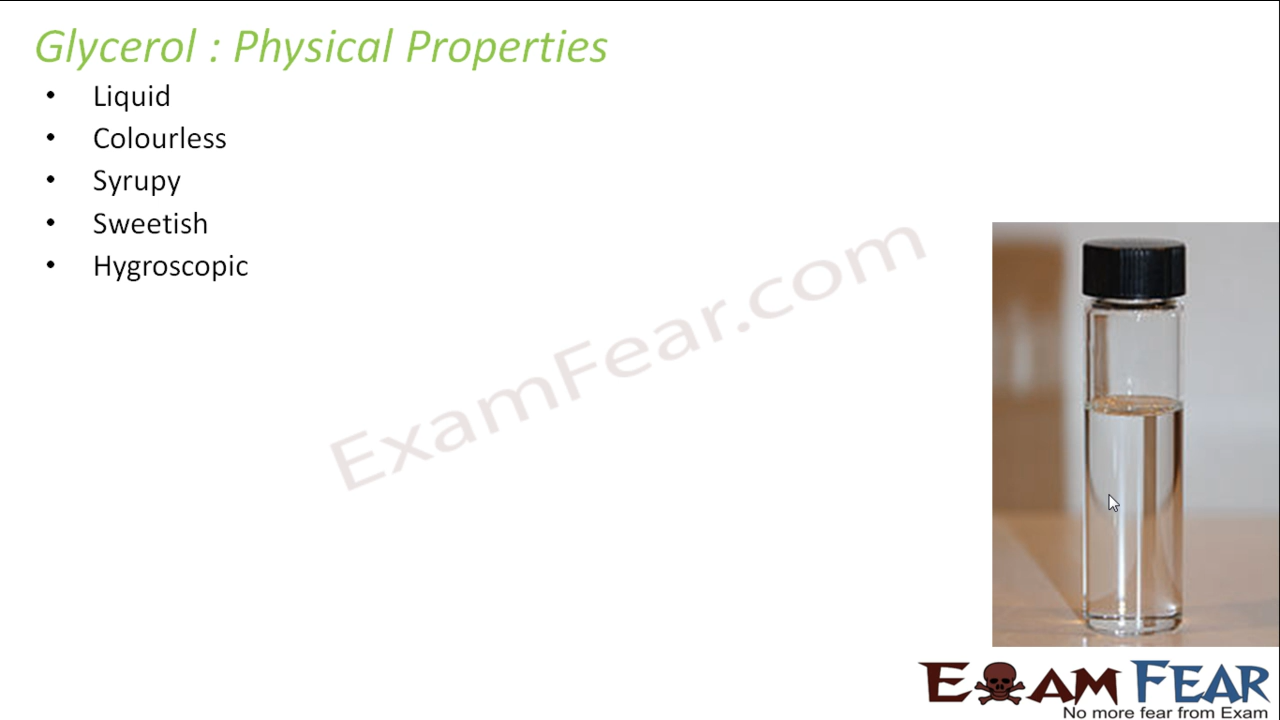 Glycerol : Physical Properties
• Liquid
• Colourless
• Syrupy
• Sweetish
• Hygroscopic
ExamFear.com
EXAM FEAR
No more fear from Exam